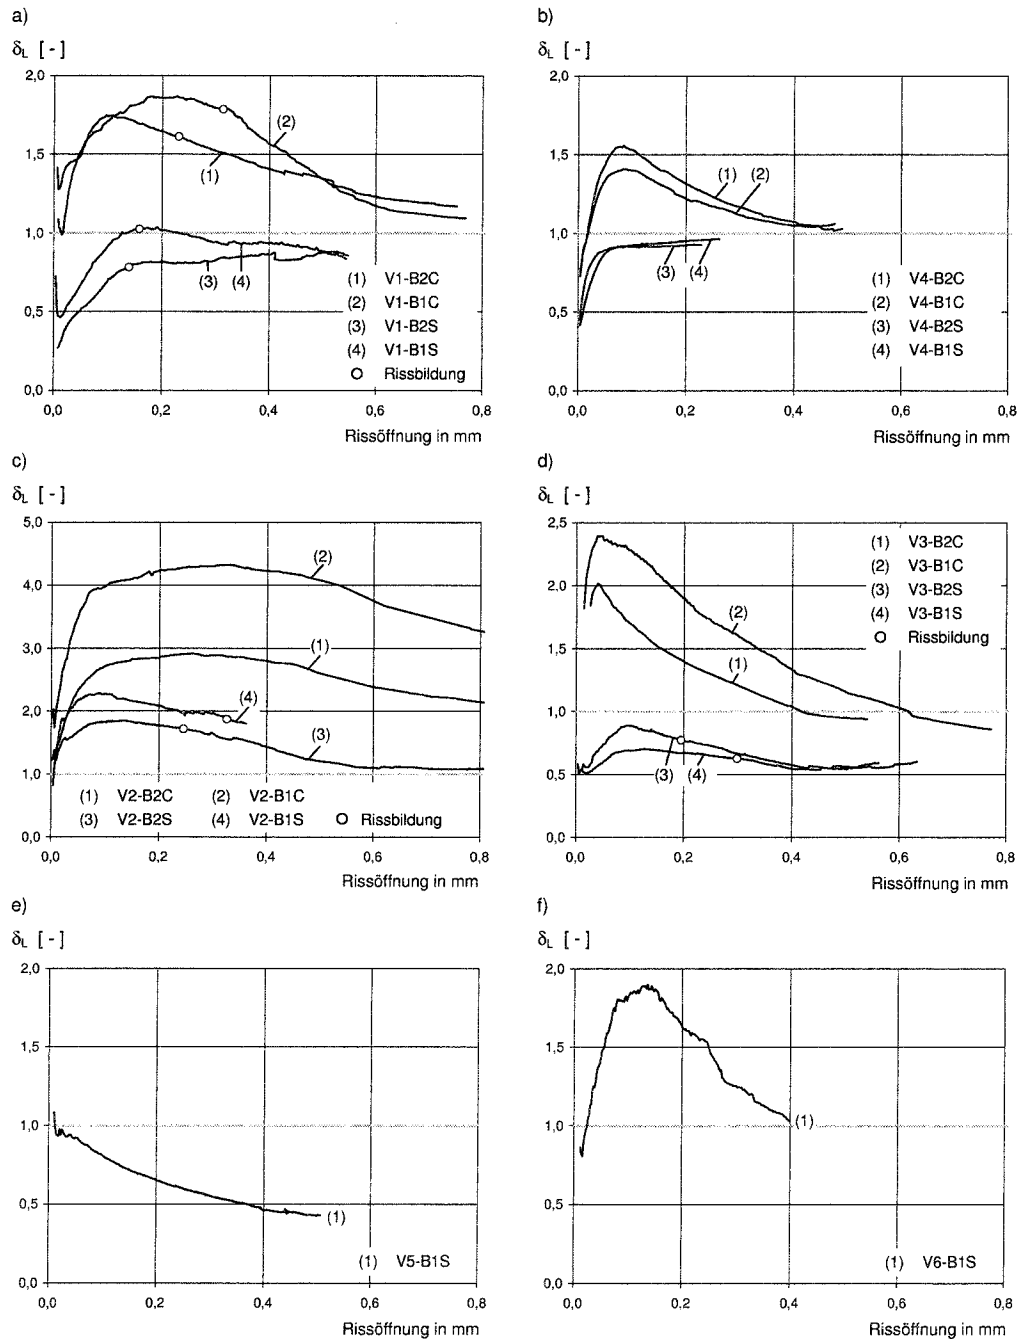 a)
δL [ - ]
2,0
1,5
1,0
0,5
0,0
0,0 0,2 0,4 0,6 0,8
Rissöffnung in mm
(2)
(1)
(3) (4)
(1) V1-B2C
(2) V1-B1C
(3) V1-B2S
(4) V1-B1S
Rissbildung
b)
δL [ - ]
2,0
1,5
1,0
0,5
0,0
0,0 0,2 0,4 0,6 0,8
Rissöffnung in mm
(1) (2)
(3) (4)
(1) V4-B2C
(2) V4-B1C
(3) V4-B2S
(4) V4-B1S
c)
δL [ - ]
5,0
4,0
3,0
2,0
1,0
0,0
0,0 0,2 0,4 0,6 0,8
Rissöffnung in mm
(2)
(1)
(4)
(3)
(1) V2-B2C (2) V2-B1C
(3) V2-B2S (4) V2-B1S Rissbildung
d)
δL [ - ]
2,5
2,0
1,5
1,0
0,5
0,0
0,0 0,2 0,4 0,6 0,8
Rissöffnung in mm
(1) V3-B2C
(2) V3-B1C
(3) V3-B2S
(4) V3-B1S
Rissbildung
(2)
(1)
(3) (4)
e)
δL [ - ]
2,0
1,5
1,0
0,5
0,0
0,0 0,2 0,4 0,6 0,8
Rissöffnung in mm
(1)
(1) V5-B1S
f)
δL [ - ]
2,0
1,5
1,0
0,5
0,0
0,0 0,2 0,4 0,6 0,8
Rissöffnung in mm
(1)
(1) V6-B1S